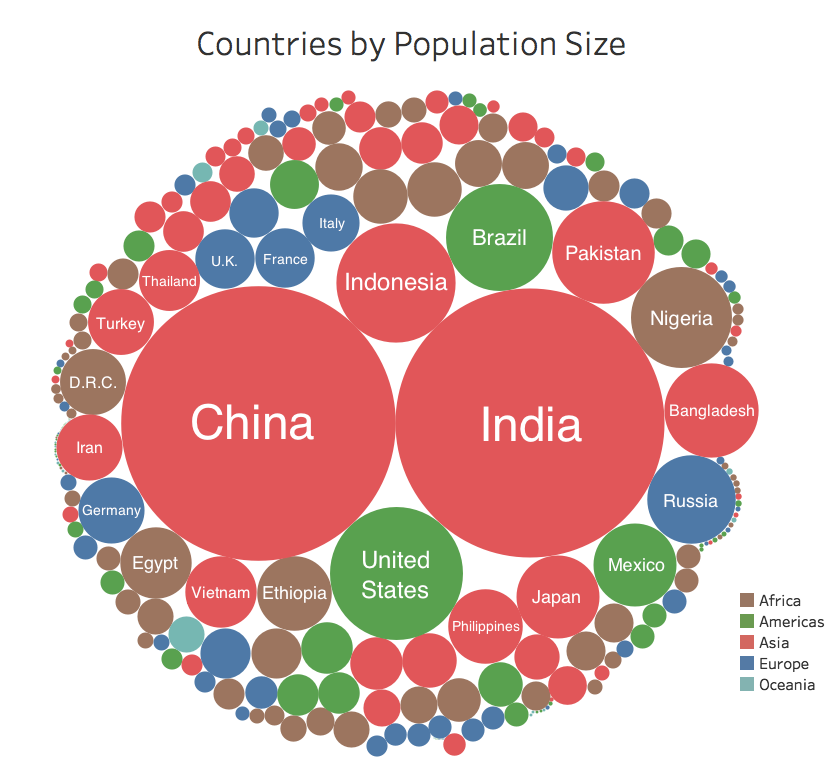 Countries by Population Size
Italy
Brazil
U.K.
France
Pakistan
Thailand
Indonesia
Turkey
Nigeria
D.R.C.
China
India
Bangladesh
Iran
Russia
Germany
Egypt
United
States
Mexico
Vietnam
Ethiopia
Japan
Philippines
Africa
Americas
Asia
Europe
Oceania